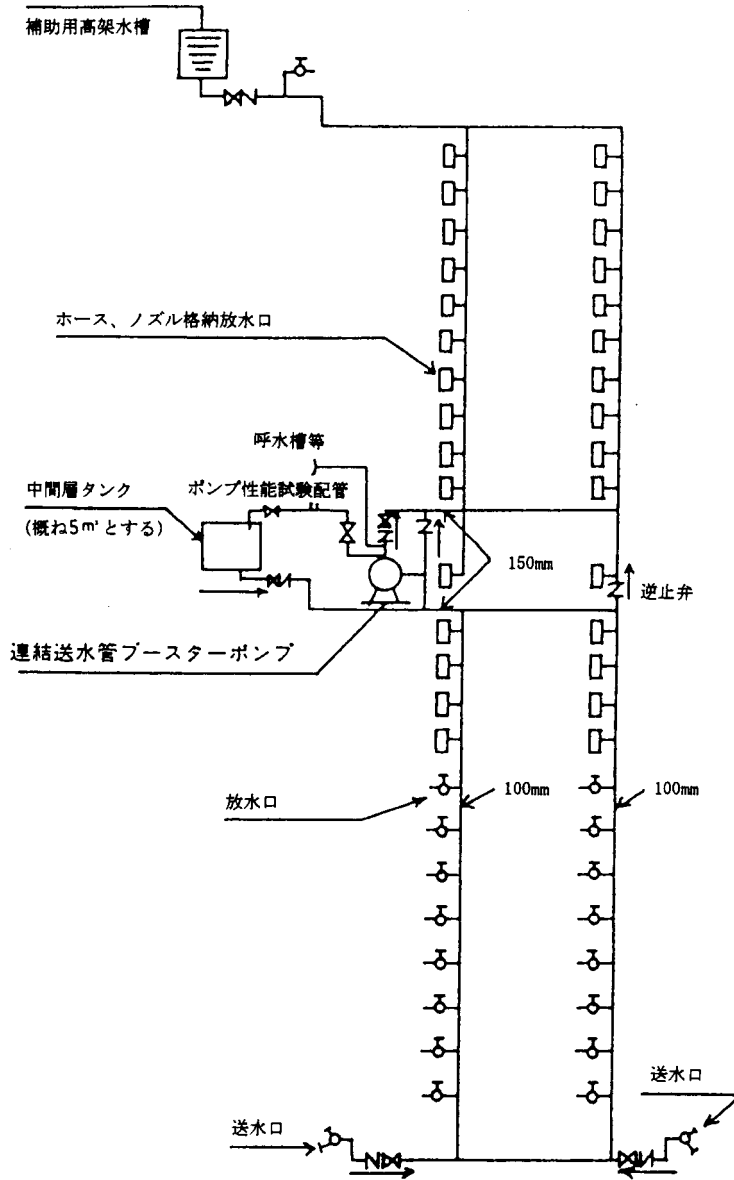 補助用高架水槽
ホース、ノズル格納放水口
呼水槽等
中間層タンク
ポンプ性能試験配管
(概ね5㎥とする)
150mm
逆止弁
連結送水管ブースターポンプ
放水口
100mm
100mm
送水口
送水口